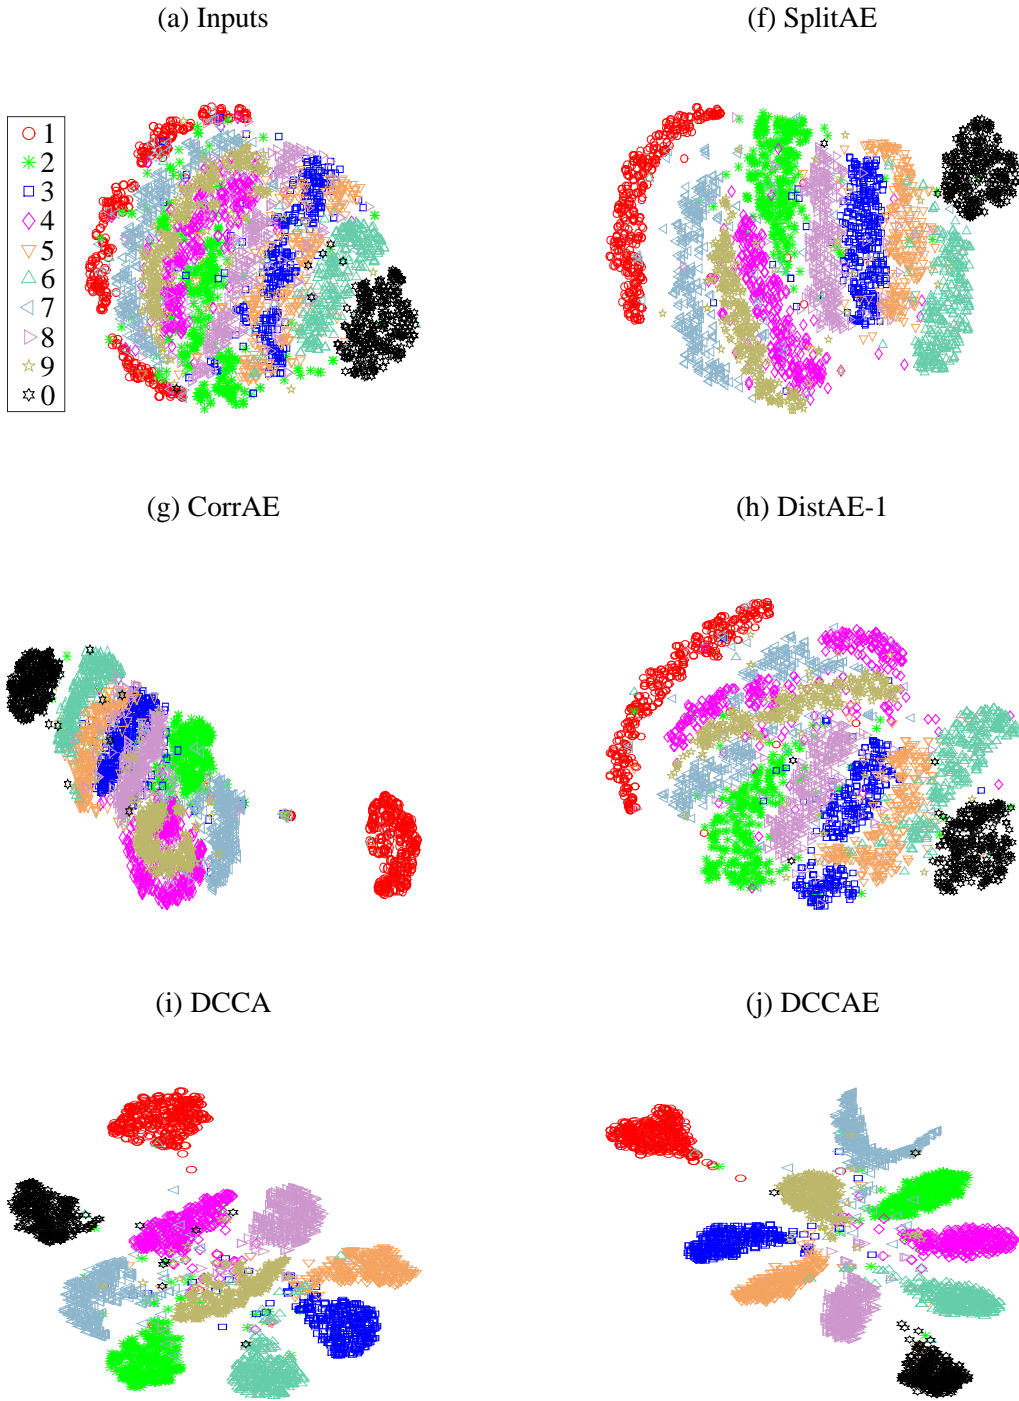 (a) Inputs
(f) SplitAE
1
2
3
4
5
6
7
8
9
0
(g) CorrAE
(h) DistAE-1
(i) DCCA
(j) DCCAE